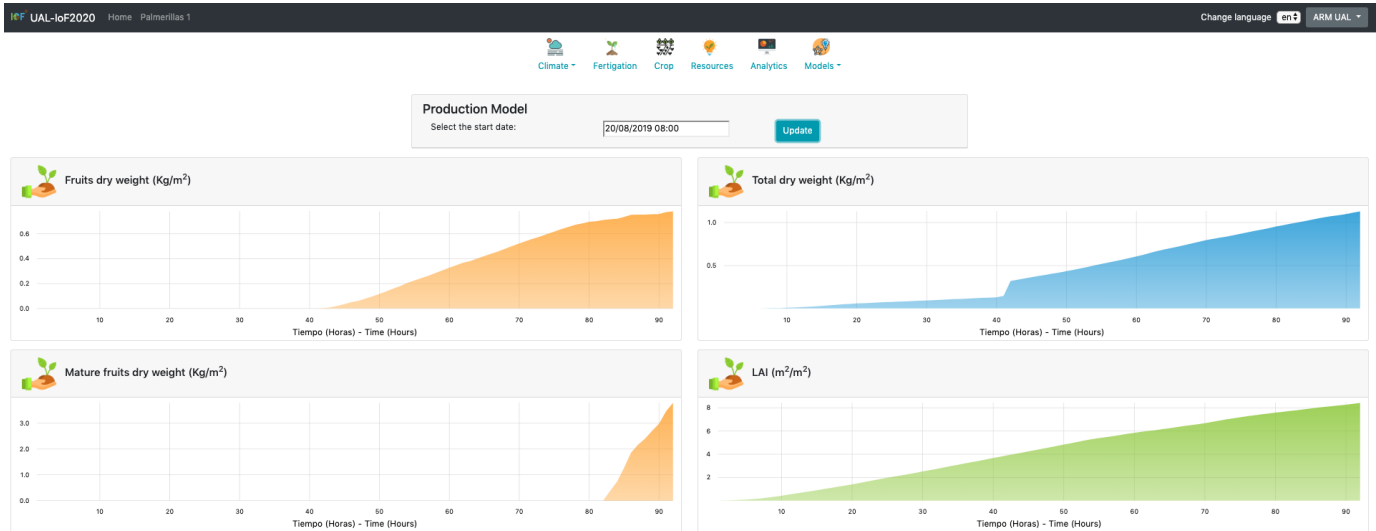 IOF UAL-IoF2020 Home Palmerillas 1 Change language en ARM UAL
Climate Fertigation Crop Resources Analytics Models
Production Model
Select the start date: 20/08/2019 08:00 Update
Fruits dry weight (Kg/m²)
0.6
0.4
0.2
0.0
10 20 30 40 50 60 70 80 90
Tiempo (Horas) - Time (Hours)
Total dry weight (Kg/m²)
1.0
0.5
10 20 30 40 50 60 70 80 90
Tiempo (Horas) - Time (Hours)
Mature fruits dry weight (Kg/m²)
3.0
2.0
1.0
0.0
10 20 30 40 50 60 70 80 90
Tiempo (Horas) - Time (Hours)
LAI (m²/m²)
8
6
4
2
10 20 30 40 50 60 70 80 90
Tiempo (Horas) - Time (Hours)